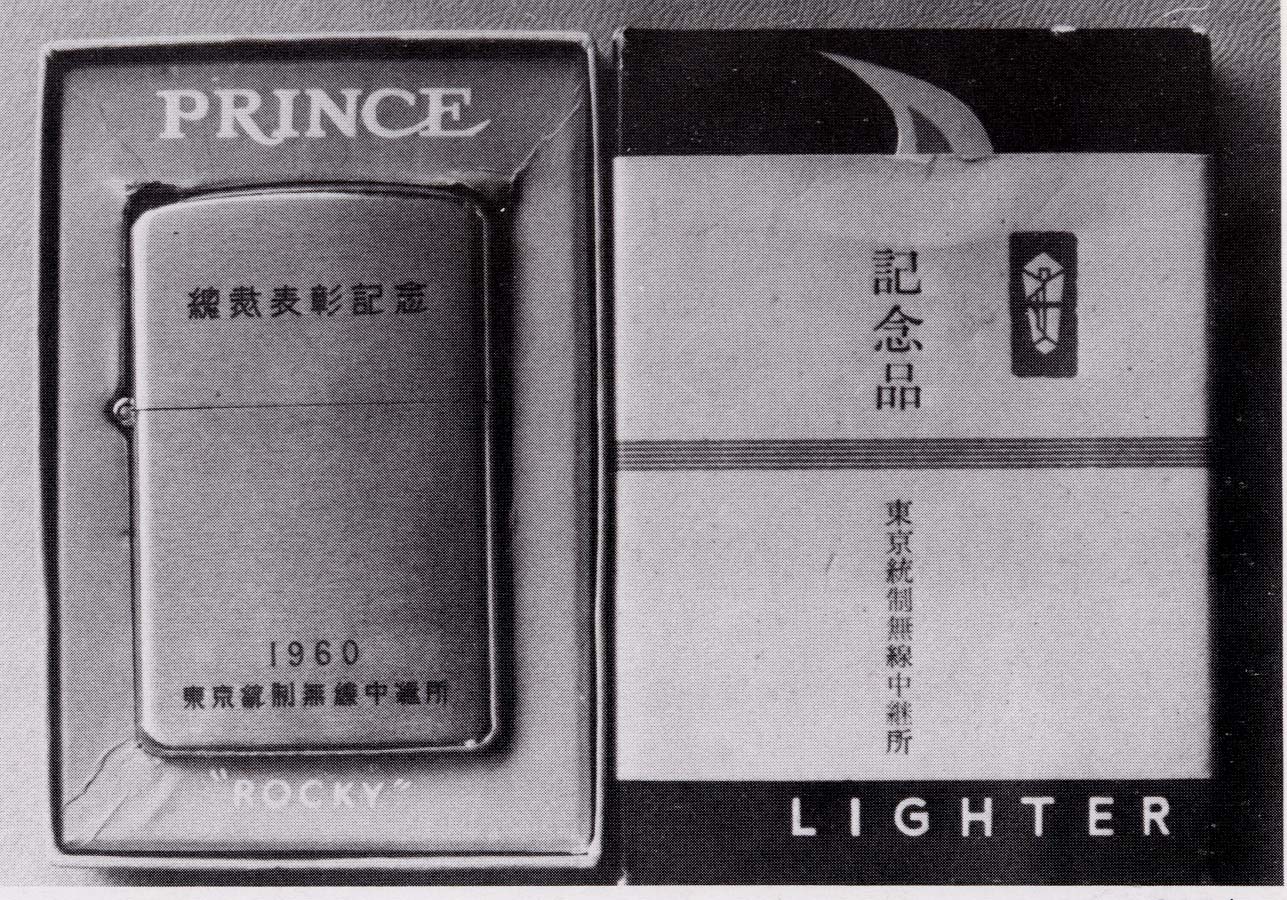 PRINCE
總裁表彰記念
1960
東京統制無線中継所
"ROCKY"
記念品
東京統制無線中継所
LIGHTER